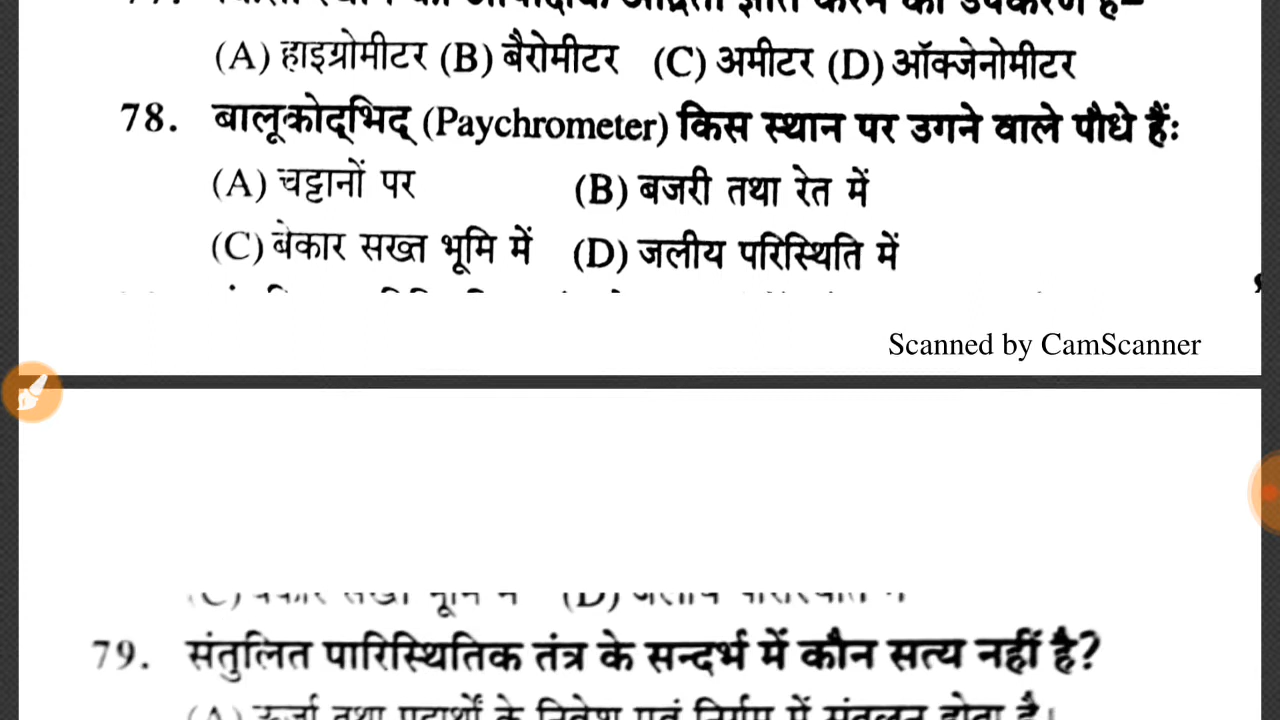 (A) हाइग्रोमीटर (B) बैरोमीटर (C) अमीटर (D) ऑक्जेनोमीटर
78. बालूकोद्भिद् (Paychrometer) किस स्थान पर उगने वाले पौधे हैंः
(A) चट्टानों पर (B) बजरी तथा रेत में
(C) बेकार सख्त भूमि में (D) जलीय परिस्थिति में
Scanned by CamScanner
79. संतुलित पारिस्थितिक तंत्र के सन्दर्भ में कौन सत्य नहीं है?